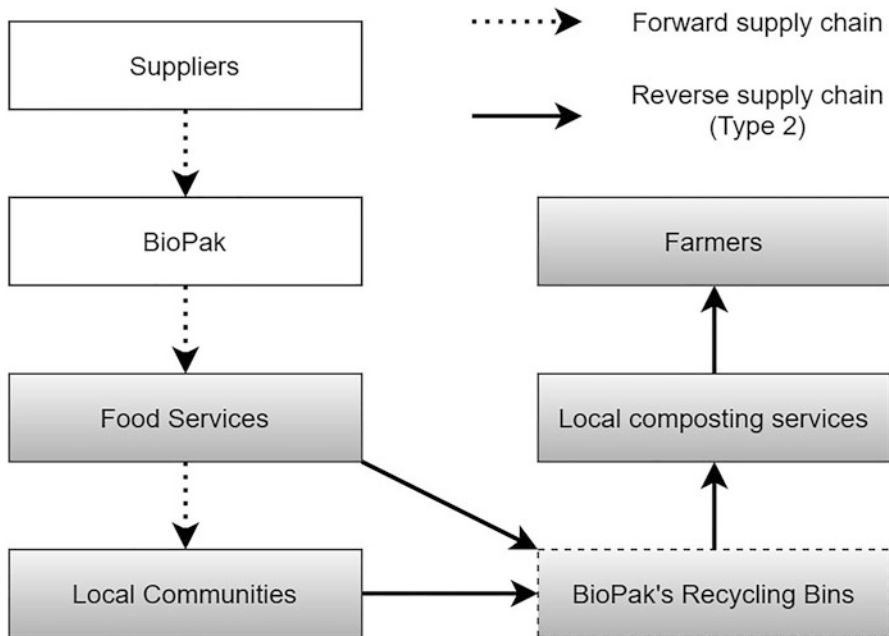 Forward supply chain
Suppliers
Reverse supply chain
(Type 2)
BioPak
Farmers
Food Services
Local composting services
Local Communities
BioPak's Recycling Bins